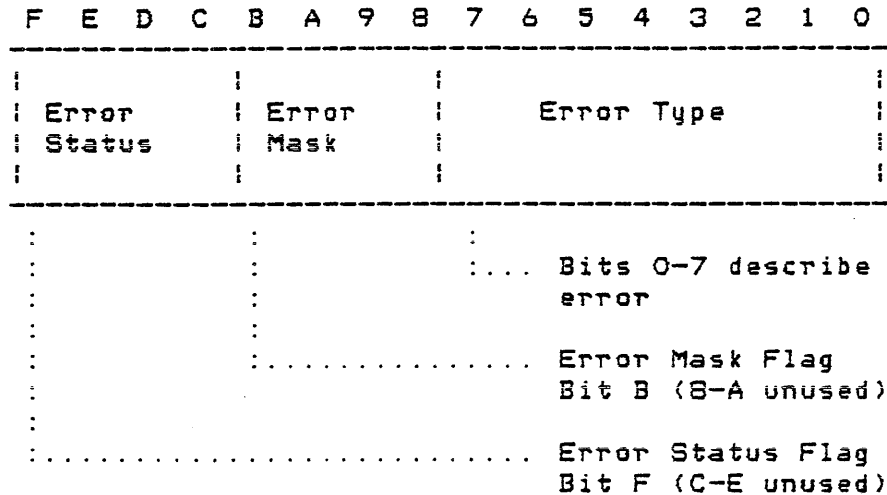 F E D C B A 9 8 7 6 5 4 3 2 1 0
Error Error Error Type
Status Mask
Bits 0-7 describe
error
Error Mask Flag
Bit B (8-A unused)
Error Status Flag
Bit F (C-E unused)